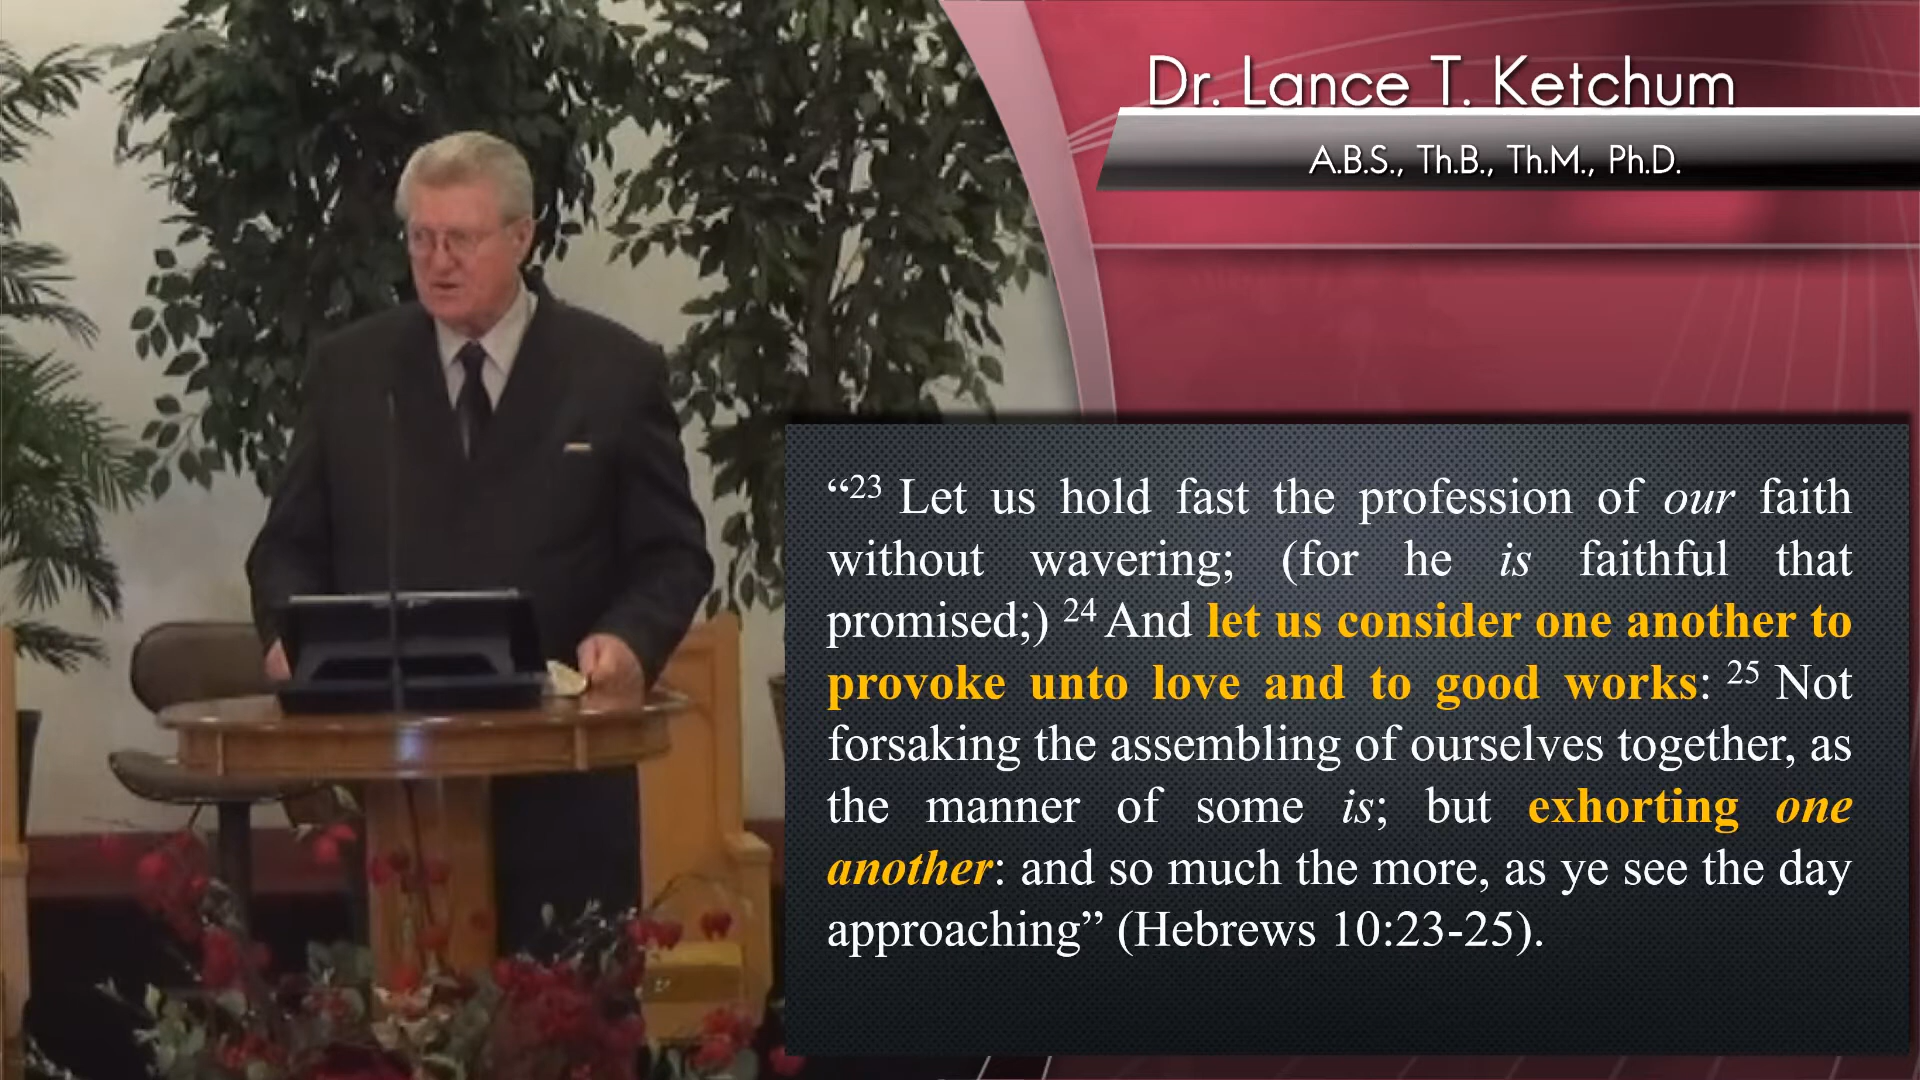 Dr. Lance T. Ketchum
A.B.S., Th.B., Th.M., Ph.D.
“23 Let us hold fast the profession of our faith
without wavering; (for he is faithful that
promised;) 24 And let us consider one another to
provoke unto love and to good works: 25 Not
forsaking the assembling of ourselves together, as
the manner of some is; but exhorting one
another: and so much the more, as ye see the day
approaching” (Hebrews 10:23-25).